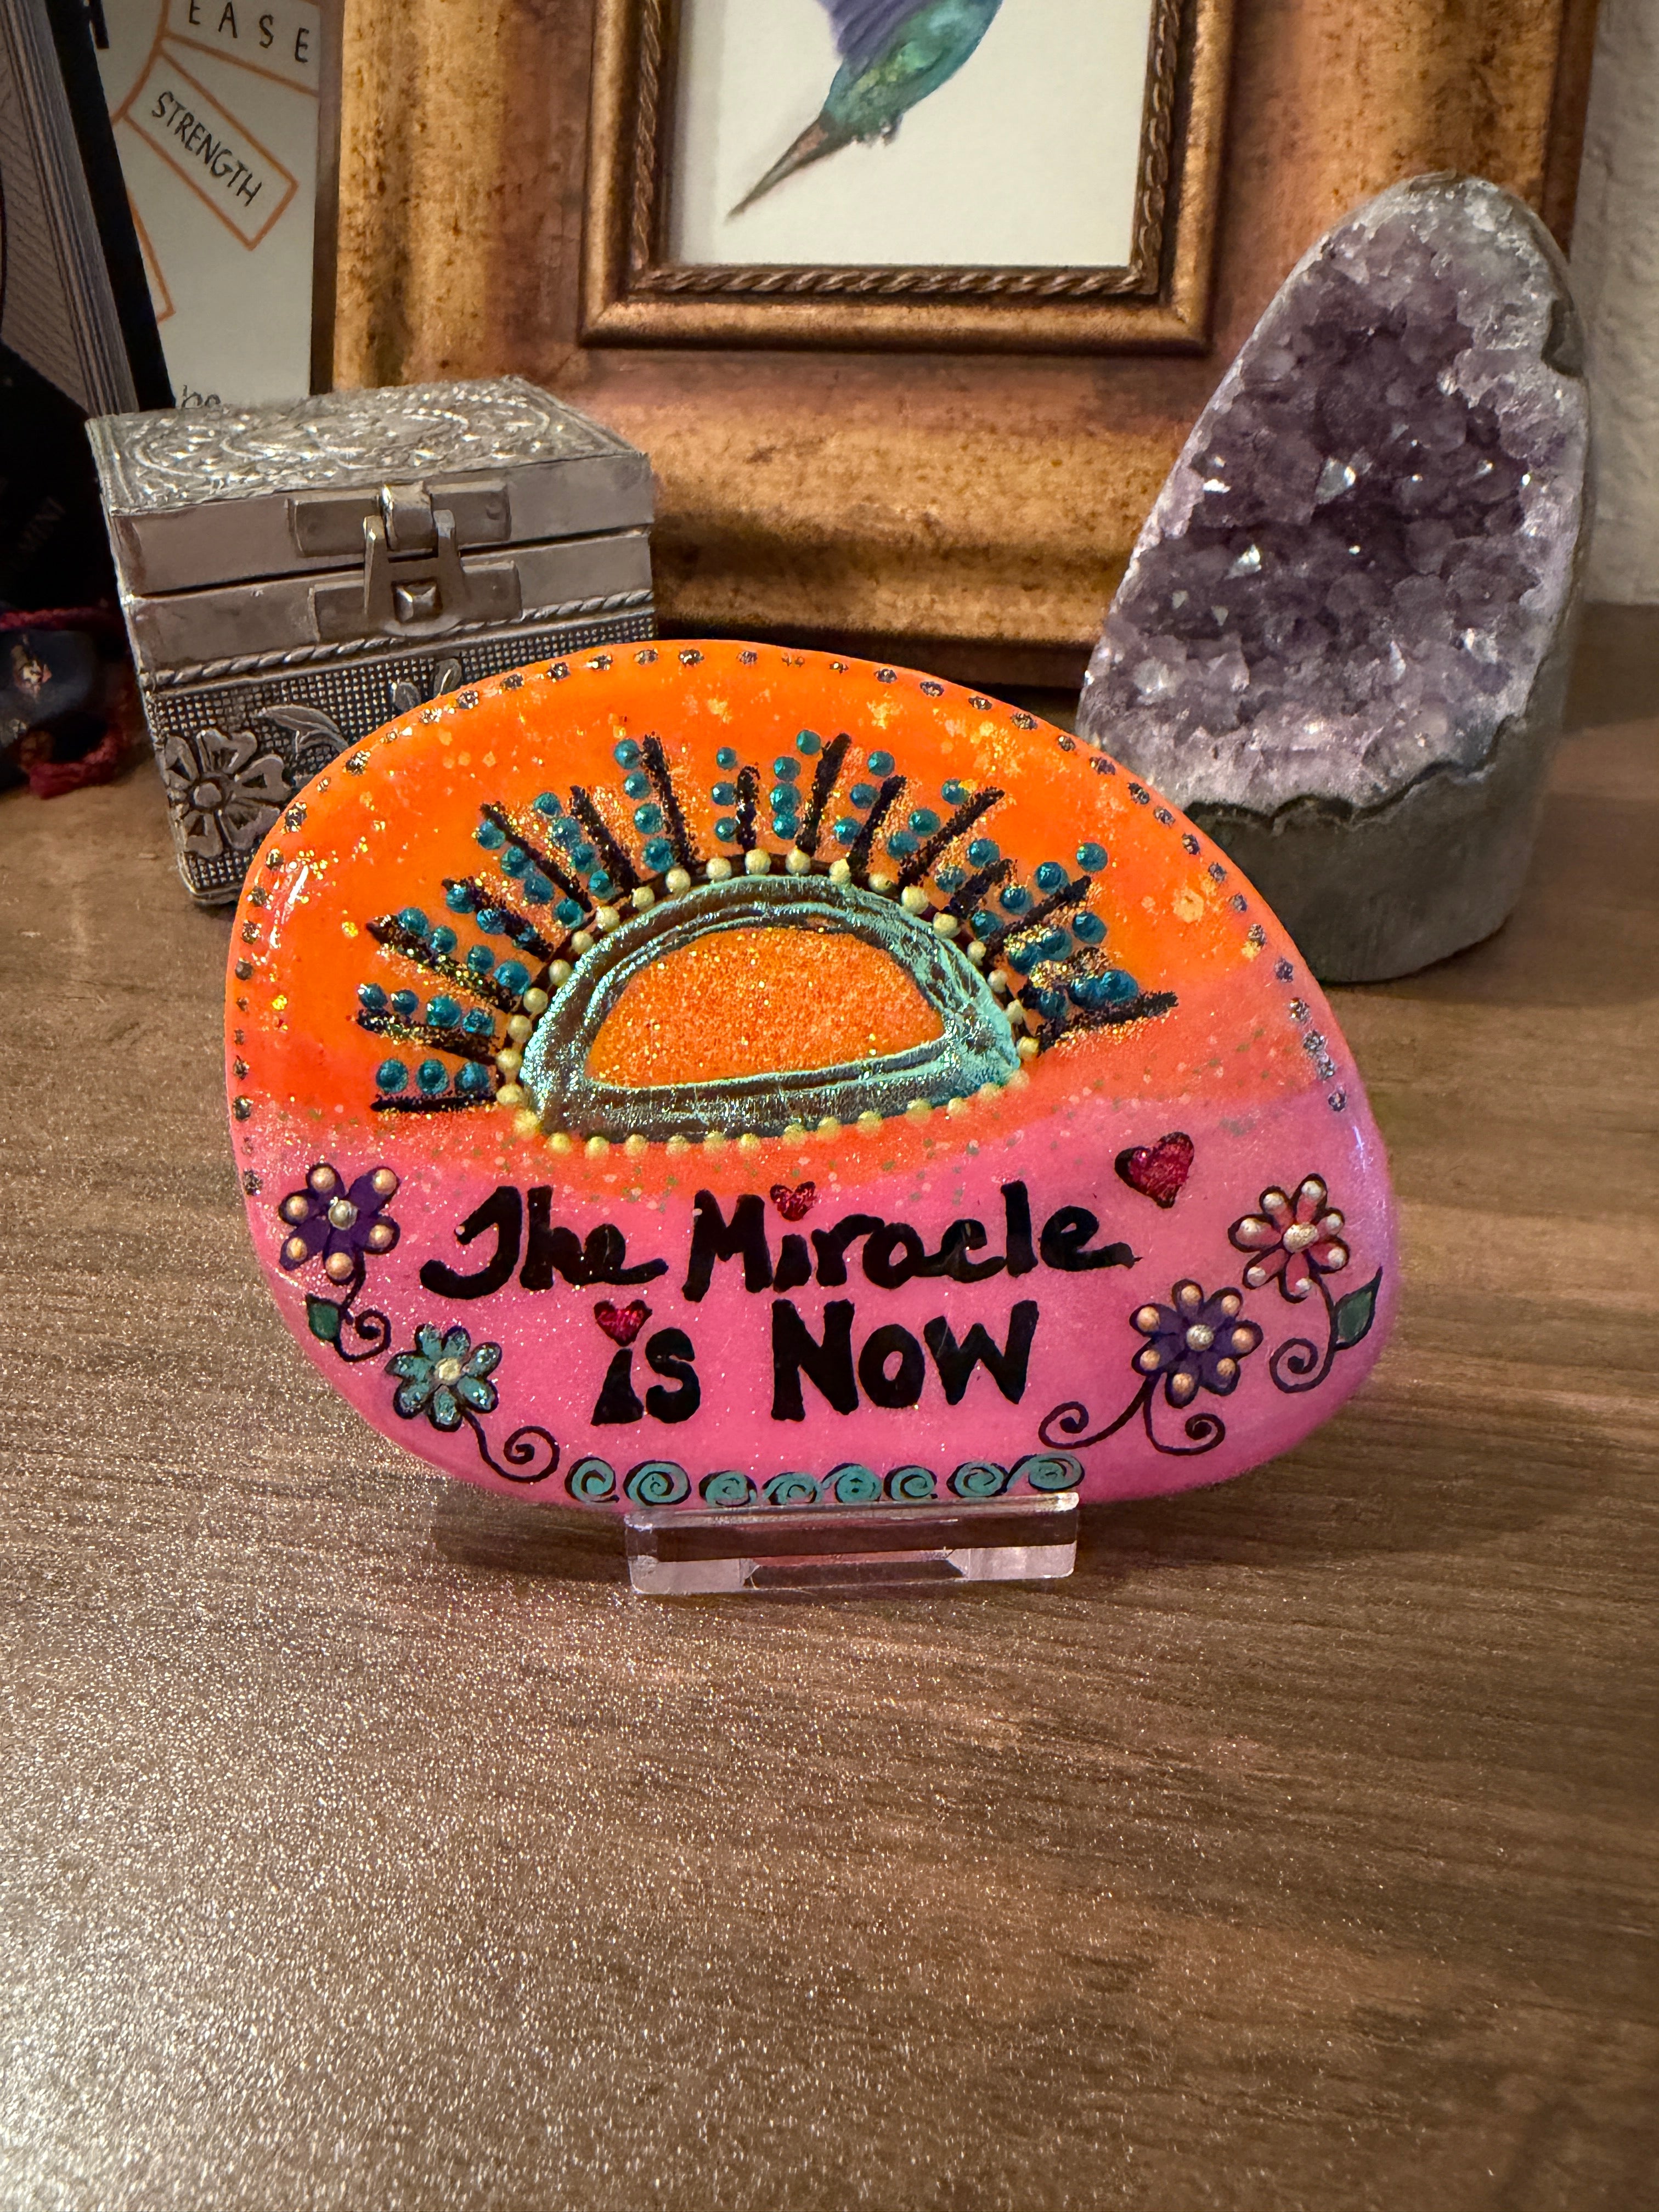 EASE
STRENGTH
The Miracle
is Now